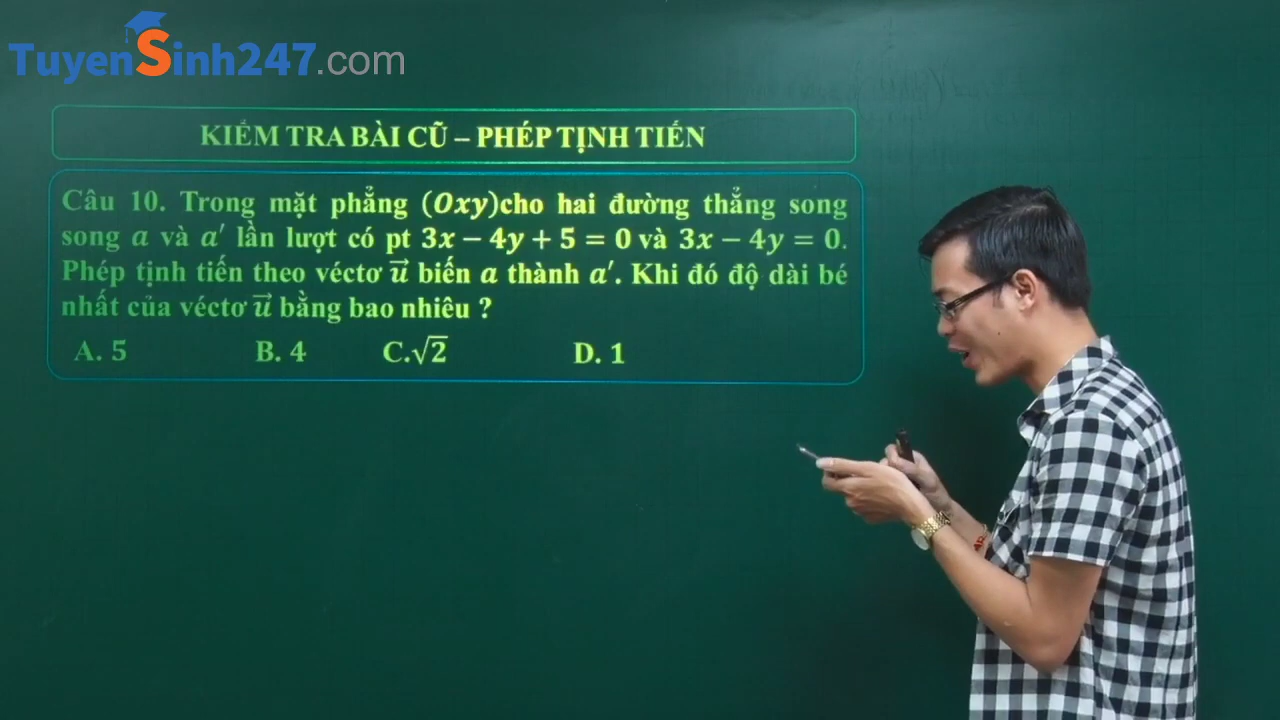 TuyenSinh247.com
KIỂM TRA BÀI CŨ – PHÉP TỊNH TIẾN
Câu 10. Trong mặt phẳng (Oxy)cho hai đường thẳng song
song a và a' lần lượt có pt 3x − 4y + 5 = 0 và 3x − 4y = 0.
Phép tịnh tiến theo véctơ u⃗ biến a thành a'. Khi đó độ dài bé
nhất của véctơ u⃗ bằng bao nhiêu ?
A. 5 B. 4 C.√2 D. 1